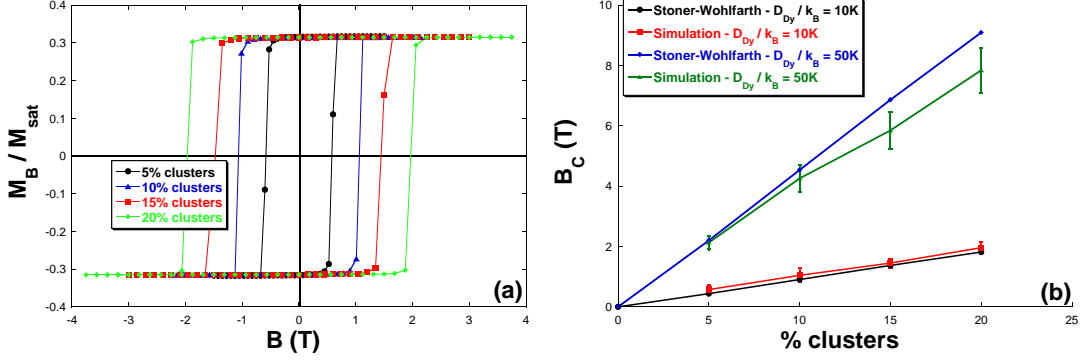 0.4
0.3
0.2
0.1
0
-0.1
-0.2
-0.3
-0.4
M_B / M_sat
5% clusters
10% clusters
15% clusters
20% clusters
(a)
-4 -3 -2 -1 0 1 2 3 4
B (T)
Stoner-Wohlfarth - D_Dy / k_B = 10K
Simulation - D_Dy / k_B = 10K
Stoner-Wohlfarth - D_Dy / k_B = 50K
Simulation - D_Dy / k_B = 50K
10
8
6
4
2
0
B_C (T)
(b)
0 5 10 15 20 25
% clusters